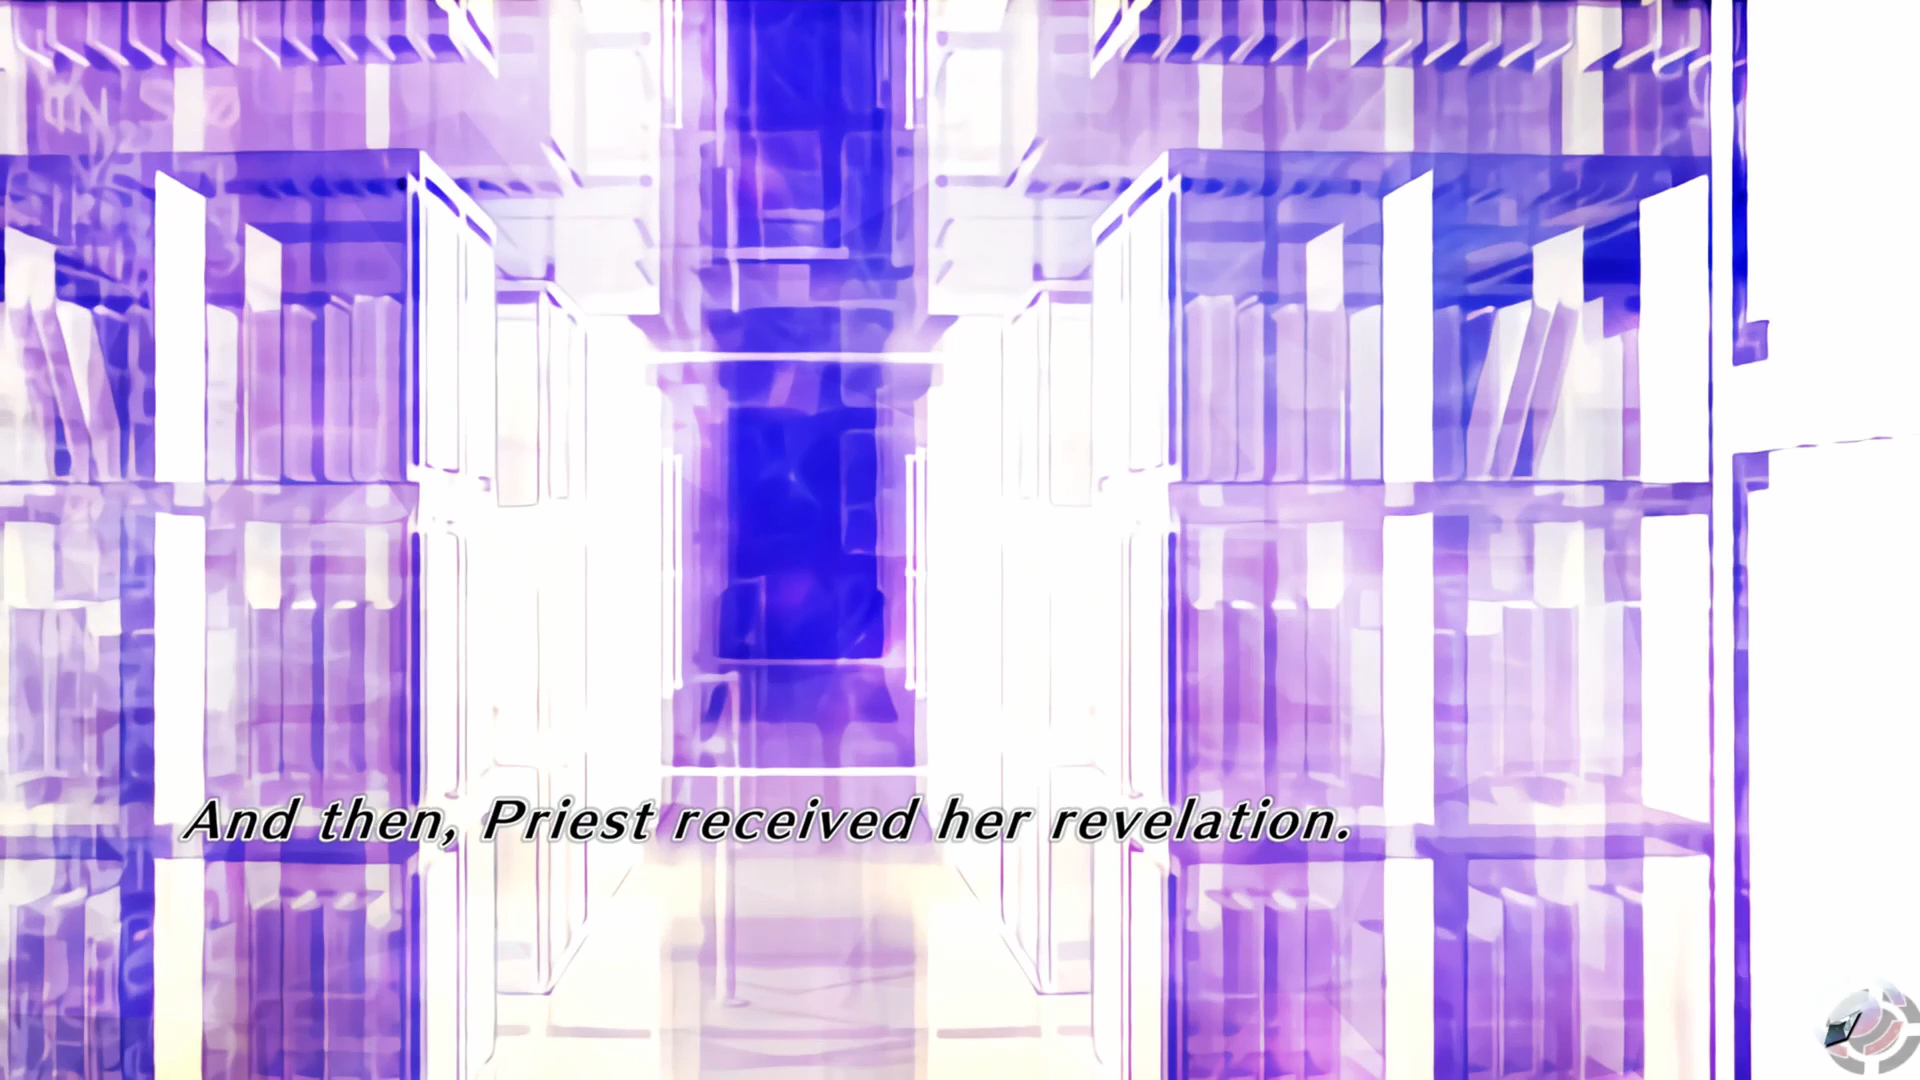 And then, Priest received her revelation.